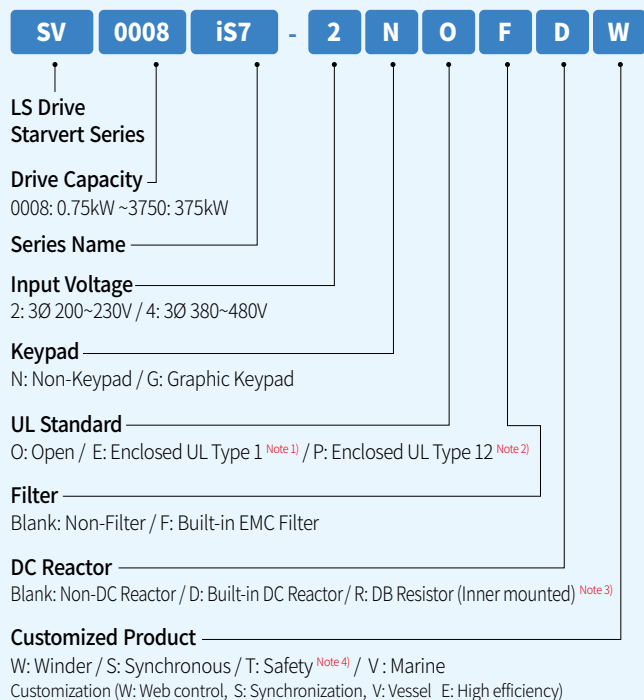 SV 0008 iS7 - 2 N O F D W
LS Drive
Starvert Series
Drive Capacity
0008: 0.75kW ~3750: 375kW
Series Name
Input Voltage
2: 3Ø 200~230V / 4: 3Ø 380~480V
Keypad
N: Non-Keypad / G: Graphic Keypad
UL Standard
O: Open / E: Enclosed UL Type 1 Note 1) / P: Enclosed UL Type 12 Note 2)
Filter
Blank: Non-Filter / F: Built-in EMC Filter
DC Reactor
Blank: Non-DC Reactor / D: Built-in DC Reactor / R: DB Resistor (Inner mounted) Note 3)
Customized Product
W: Winder / S: Synchronous / T: Safety Note 4) / V : Marine
Customization (W: Web control, S: Synchronization, V: Vessel E: High efficiency)